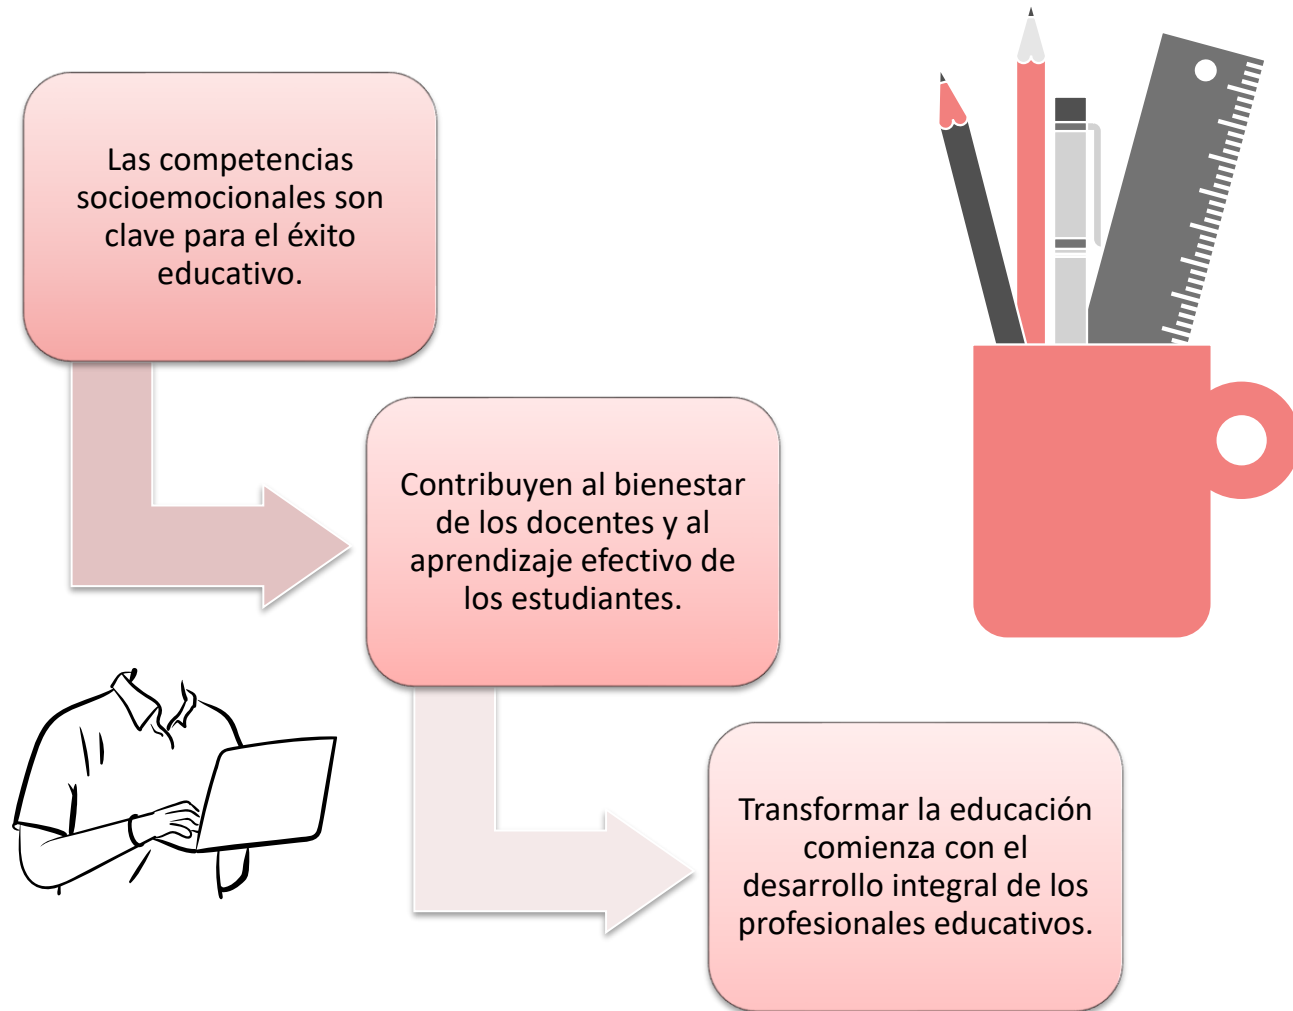 Las competencias
socioemocionales son
clave para el éxito
educativo.
Contribuyen al bienestar
de los docentes y al
aprendizaje efectivo de
los estudiantes.
Transformar la educación
comienza con el
desarrollo integral de los
profesionales educativos.